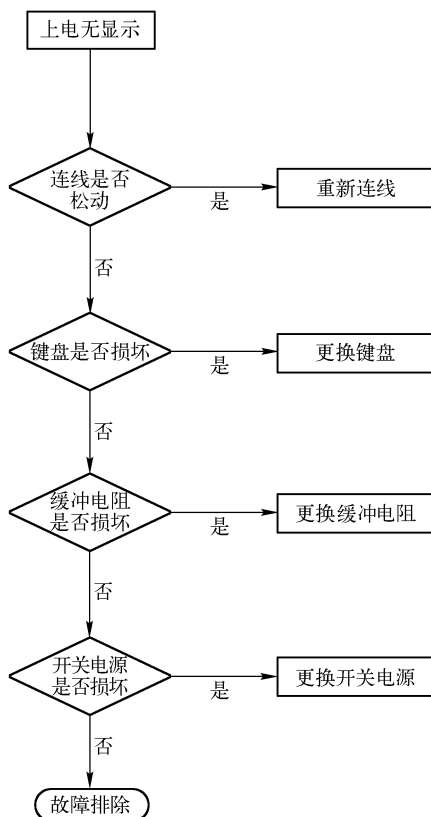 上电无显示
连线是否
松动
是
重新连线
否
键盘是否损坏
是
更换键盘
否
缓冲电阻
是否损坏
是
更换缓冲电阻
否
开关电源
是否损坏
是
更换开关电源
否
故障排除